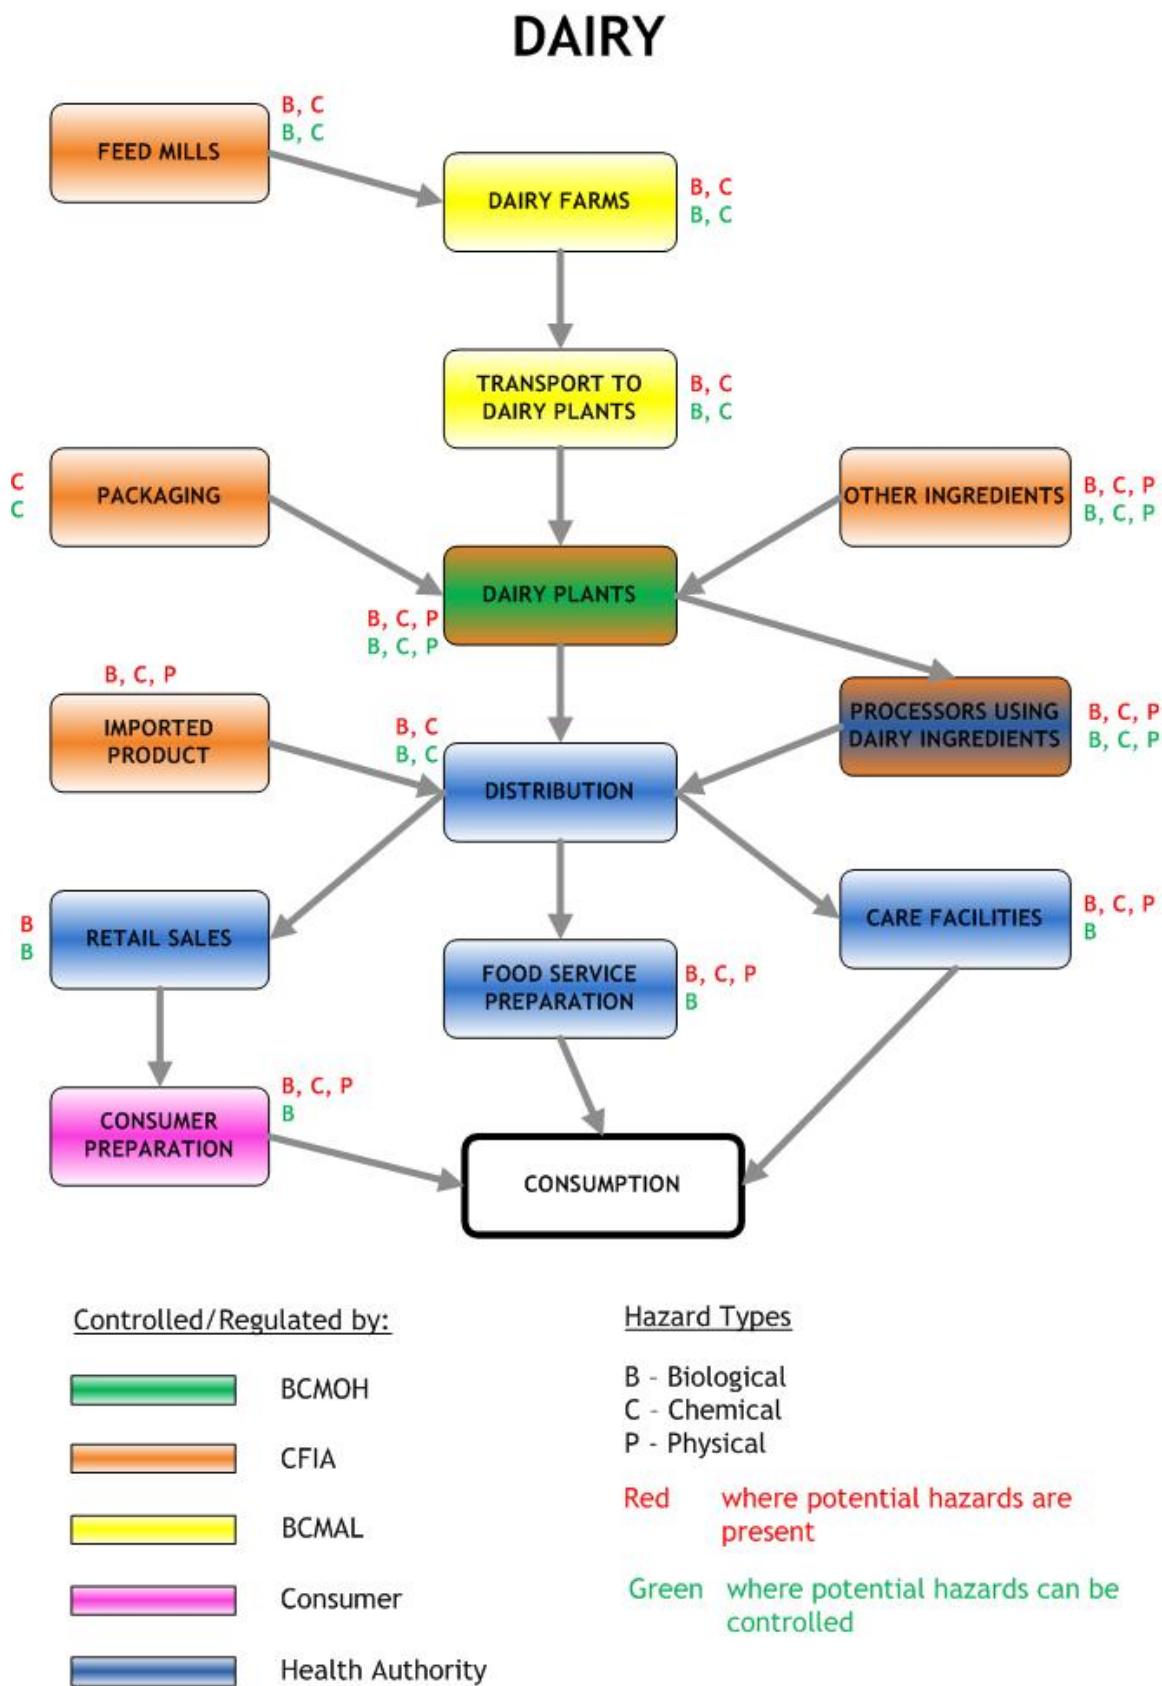 DAIRY
B, C
B, C
FEED MILLS
DAIRY FARMS
B, C
B, C
TRANSPORT TO
DAIRY PLANTS
B, C
B, C
C
C
PACKAGING
OTHER INGREDIENTS
B, C, P
B, C, P
DAIRY PLANTS
B, C, P
B, C, P
B, C, P
IMPORTED
PRODUCT
B, C
B, C
DISTRIBUTION
PROCESSORS USING
DAIRY INGREDIENTS
B, C, P
B, C, P
B
B
RETAIL SALES
FOOD SERVICE
PREPARATION
B, C, P
B
CARE FACILITIES
B, C, P
B
CONSUMER
PREPARATION
B, C, P
B
CONSUMPTION
Controlled/Regulated by:
BCMOH
CFIA
BCMAL
Consumer
Health Authority
Hazard Types
B - Biological
C - Chemical
P - Physical
Red where potential hazards are
present
Green where potential hazards can be
controlled